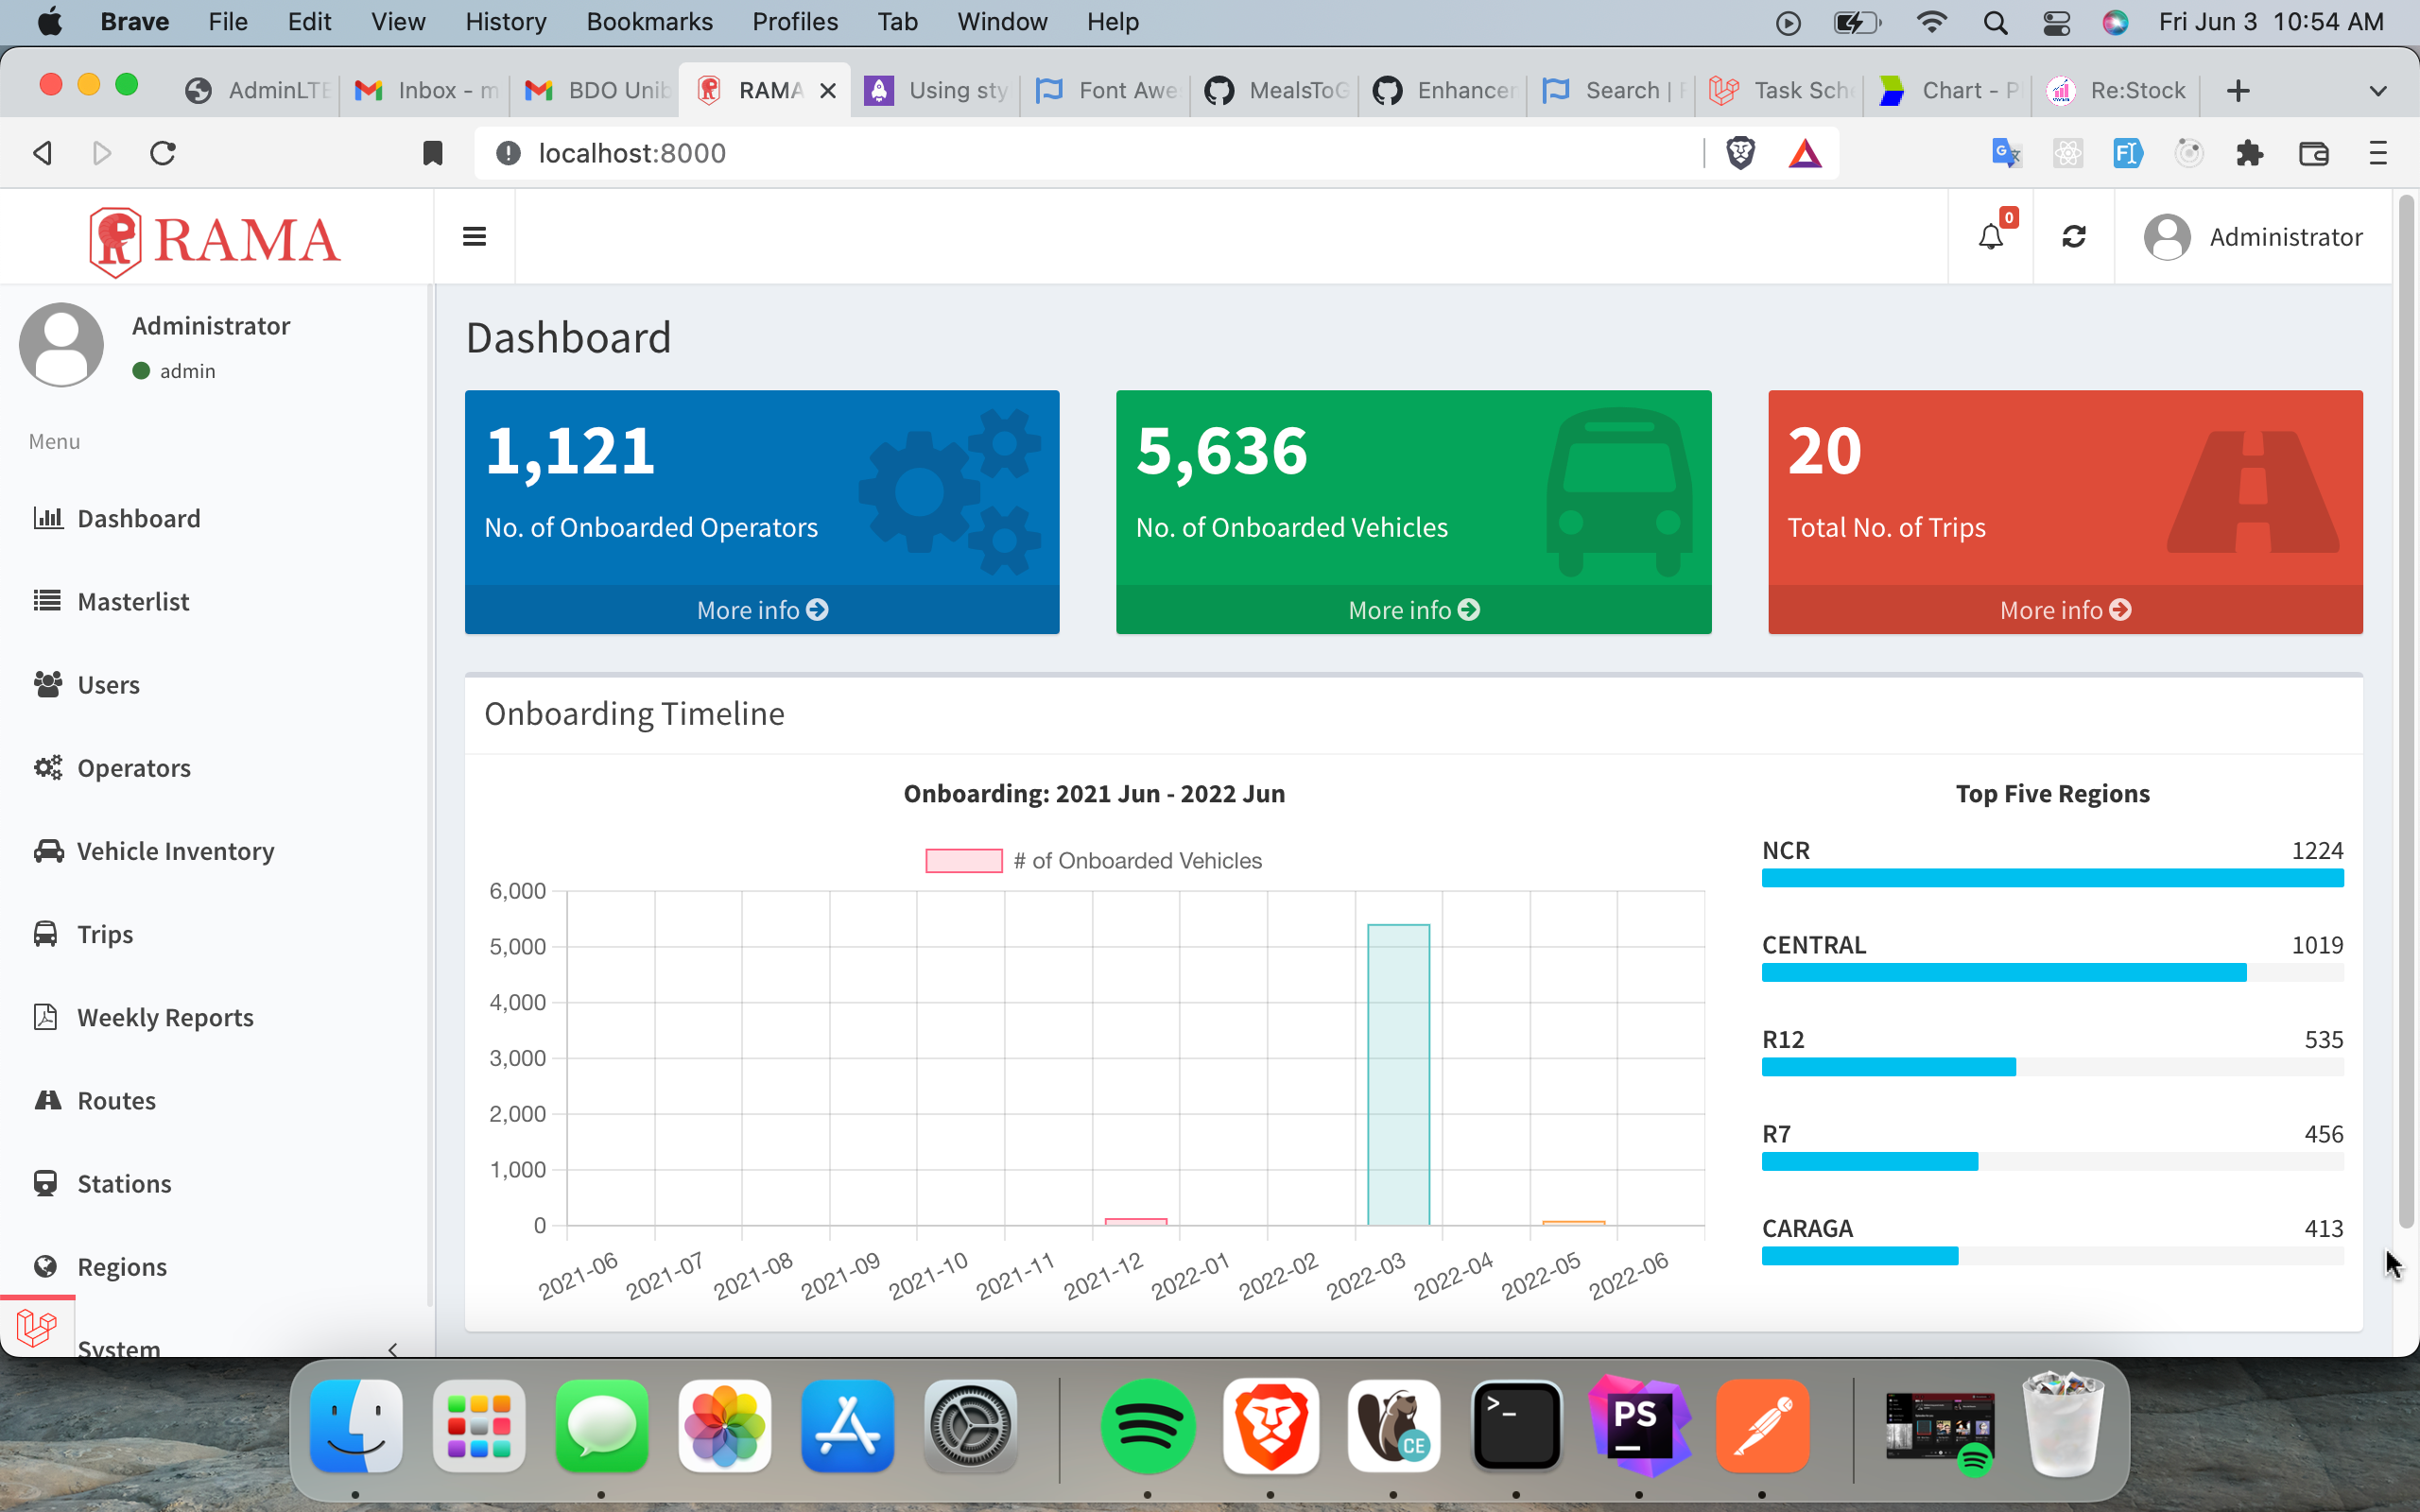 Brave File Edit View History Bookmarks Profiles Tab Window Help Fri Jun 3 10:54 AM
AdminLTE Inbox - m BDO Unib RAMA Using sty Font Awe MealsToG Enhancer Search | Task Sche Chart - P Re:Stock
localhost:8000
RAMA
0
Administrator
Administrator
admin
Menu
Dashboard
Masterlist
Users
Operators
Vehicle Inventory
Trips
Weekly Reports
Routes
Stations
Regions
System
Dashboard
1,121
No. of Onboarded Operators
More info
5,636
No. of Onboarded Vehicles
More info
20
Total No. of Trips
More info
Onboarding Timeline
Onboarding: 2021 Jun - 2022 Jun
# of Onboarded Vehicles
6,000
5,000
4,000
3,000
2,000
1,000
0
2021-06 2021-07 2021-08 2021-09 2021-10 2021-11 2021-12 2022-01 2022-02 2022-03 2022-04 2022-05 2022-06
Top Five Regions
NCR 1224
CENTRAL 1019
R12 535
R7 456
CARAGA 413
CE
>_
PS